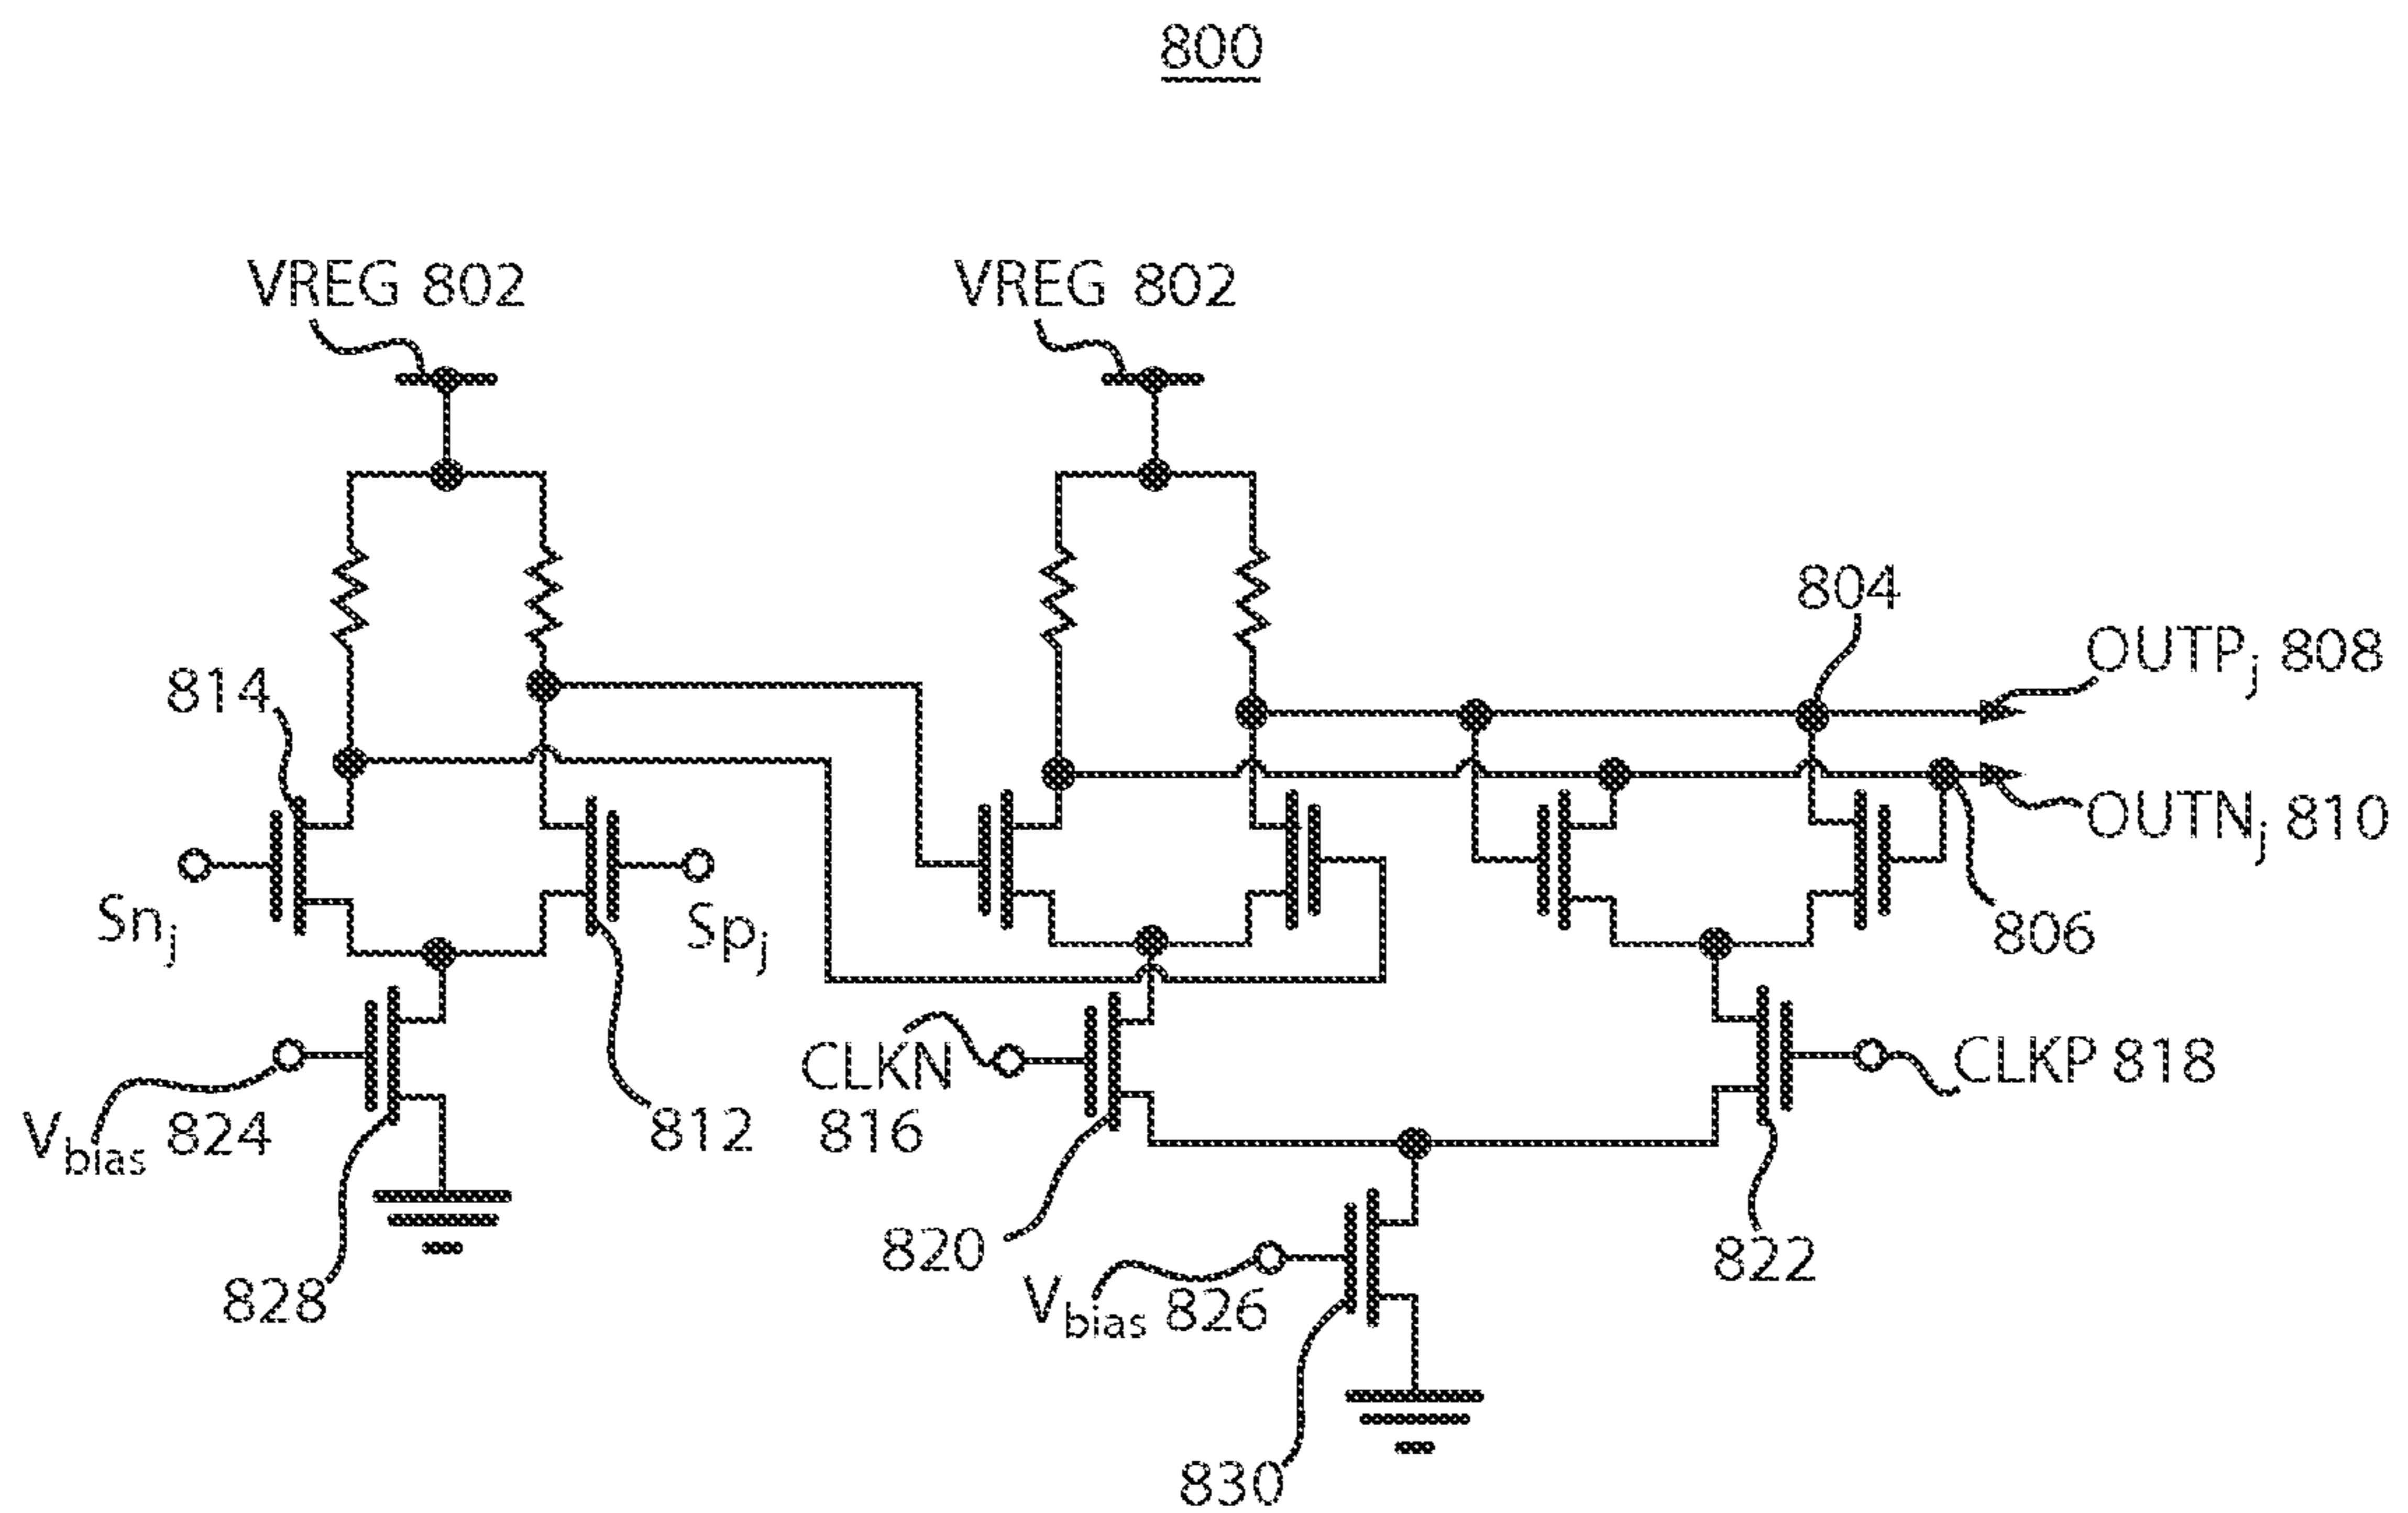 800
VREG 802
VREG 802
804
OUTPj 808
814
OUTNj 810
Snj
Spj
806
CLKN
816
CLKP 818
Vbias 824
812
820
822
828
Vbias 826
830